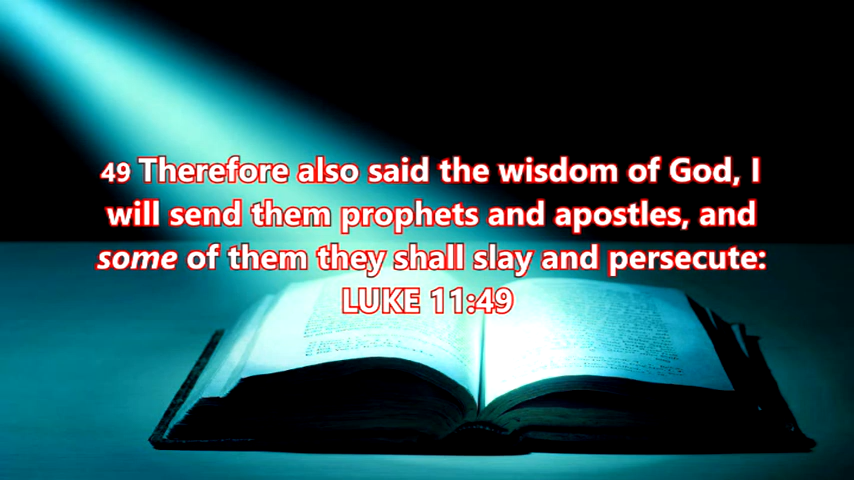 49 Therefore also said the wisdom of God, I
will send them prophets and apostles, and
some of them they shall slay and persecute:
LUKE 11:49